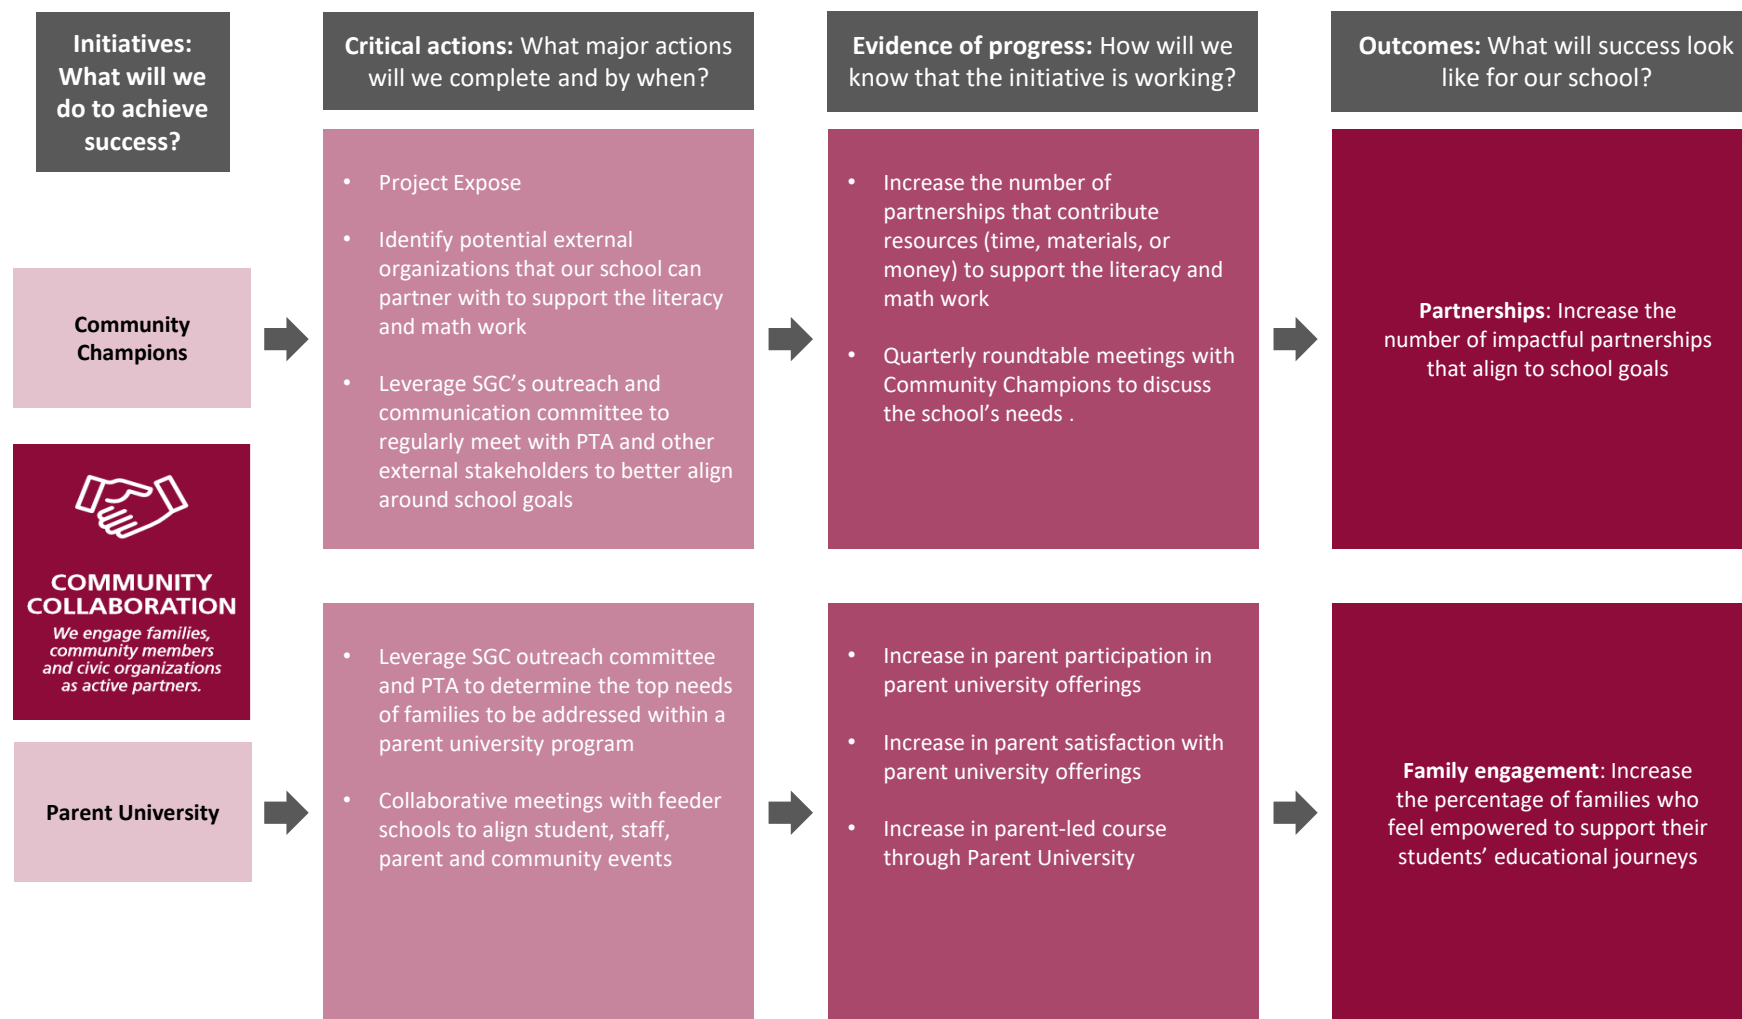 Initiatives:
What will we
do to achieve
success?
Critical actions: What major actions
will we complete and by when?
Evidence of progress: How will we
know that the initiative is working?
Outcomes: What will success look
like for our school?
Community
Champions
• Project Expose
• Identify potential external
organizations that our school can
partner with to support the literacy
and math work
• Leverage SGC’s outreach and
communication committee to
regularly meet with PTA and other
external stakeholders to better align
around school goals
• Increase the number of
partnerships that contribute
resources (time, materials, or
money) to support the literacy and
math work
• Quarterly roundtable meetings with
Community Champions to discuss
the school’s needs .
Partnerships: Increase the
number of impactful partnerships
that align to school goals
COMMUNITY
COLLABORATION
We engage families,
community members
and civic organizations
as active partners.
Parent University
• Leverage SGC outreach committee
and PTA to determine the top needs
of families to be addressed within a
parent university program
• Collaborative meetings with feeder
schools to align student, staff,
parent and community events
• Increase in parent participation in
parent university offerings
• Increase in parent satisfaction with
parent university offerings
• Increase in parent-led course
through Parent University
Family engagement: Increase
the percentage of families who
feel empowered to support their
students’ educational journeys